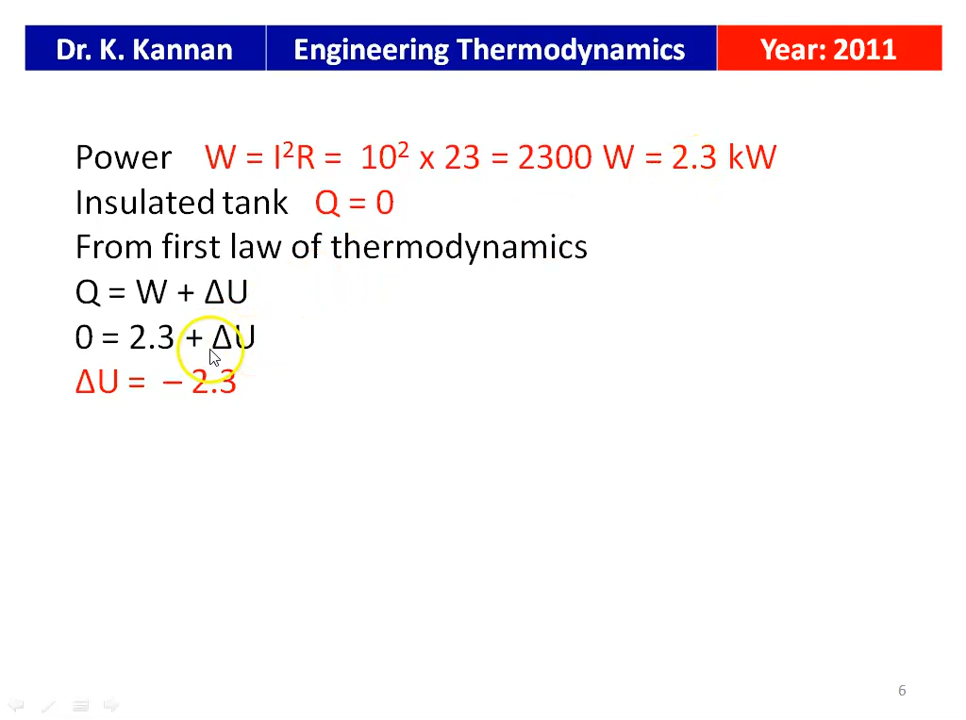 Dr. K. Kannan Engineering Thermodynamics Year: 2011
Power W = I²R = 10² x 23 = 2300 W = 2.3 kW
Insulated tank Q = 0
From first law of thermodynamics
Q = W + ΔU
0 = 2.3 + ΔU
ΔU = – 2.3
6